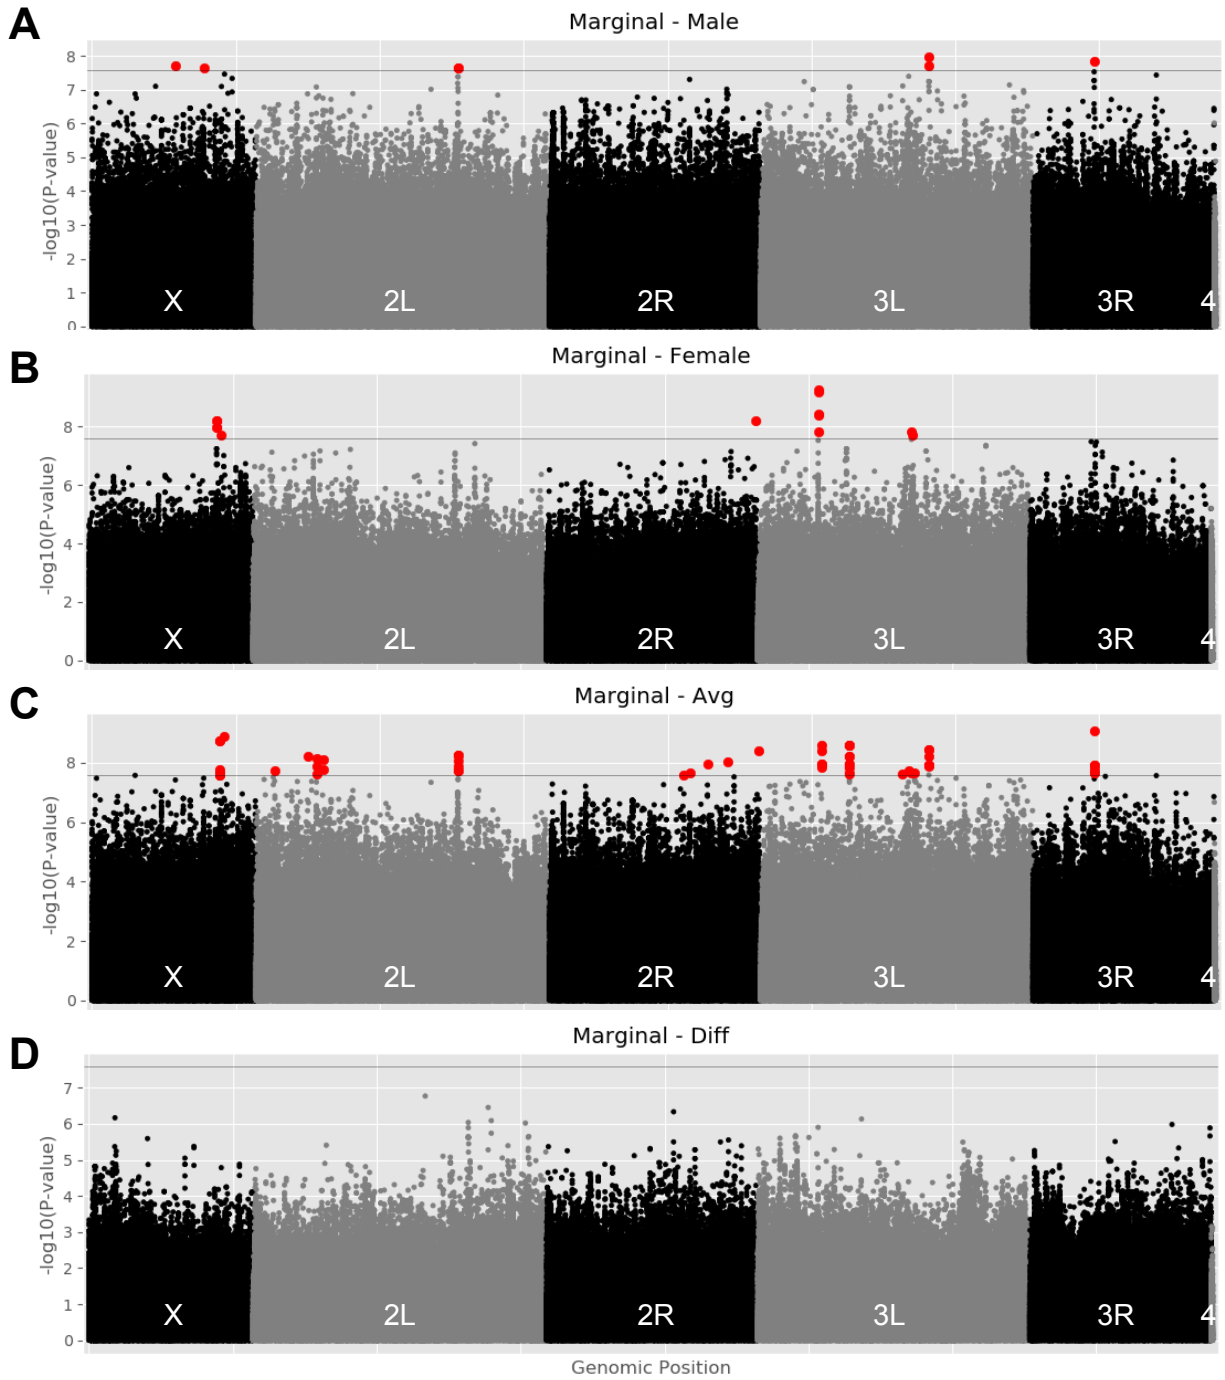 A
Marginal - Male
-log10(P-value)
8
7
6
5
4
3
2
1
0
X 2L 2R 3L 3R 4
B
Marginal - Female
-log10(P-value)
8
6
4
2
0
X 2L 2R 3L 3R 4
C
Marginal - Avg
-log10(P-value)
8
6
4
2
0
X 2L 2R 3L 3R 4
D
Marginal - Diff
-log10(P-value)
7
6
5
4
3
2
1
0
X 2L 2R 3L 3R 4
Genomic Position